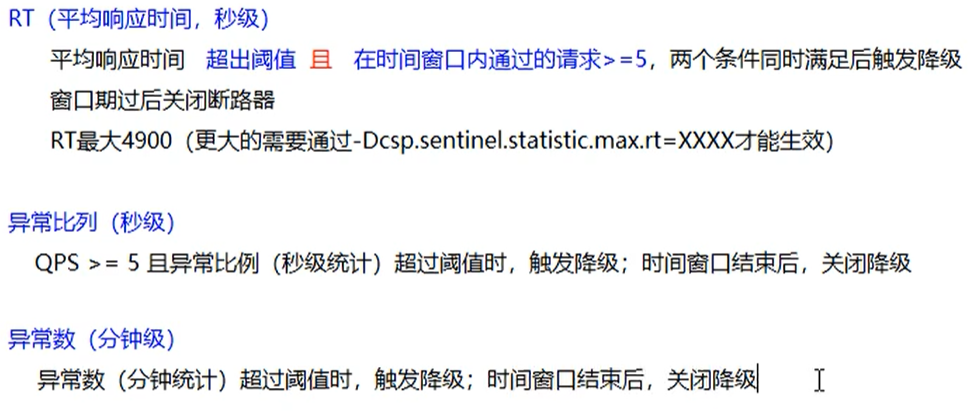 RT（平均响应时间，秒级）
平均响应时间 超出阈值 且 在时间窗口内通过的请求>=5，两个条件同时满足后触发降级
窗口期过后关闭断路器
RT最大4900（更大的需要通过-Dcsp.sentinel.statistic.max.rt=XXXX才能生效）
异常比列（秒级）
QPS >= 5 且异常比例（秒级统计）超过阈值时，触发降级；时间窗口结束后，关闭降级
异常数（分钟级）
异常数（分钟统计）超过阈值时，触发降级；时间窗口结束后，关闭降级